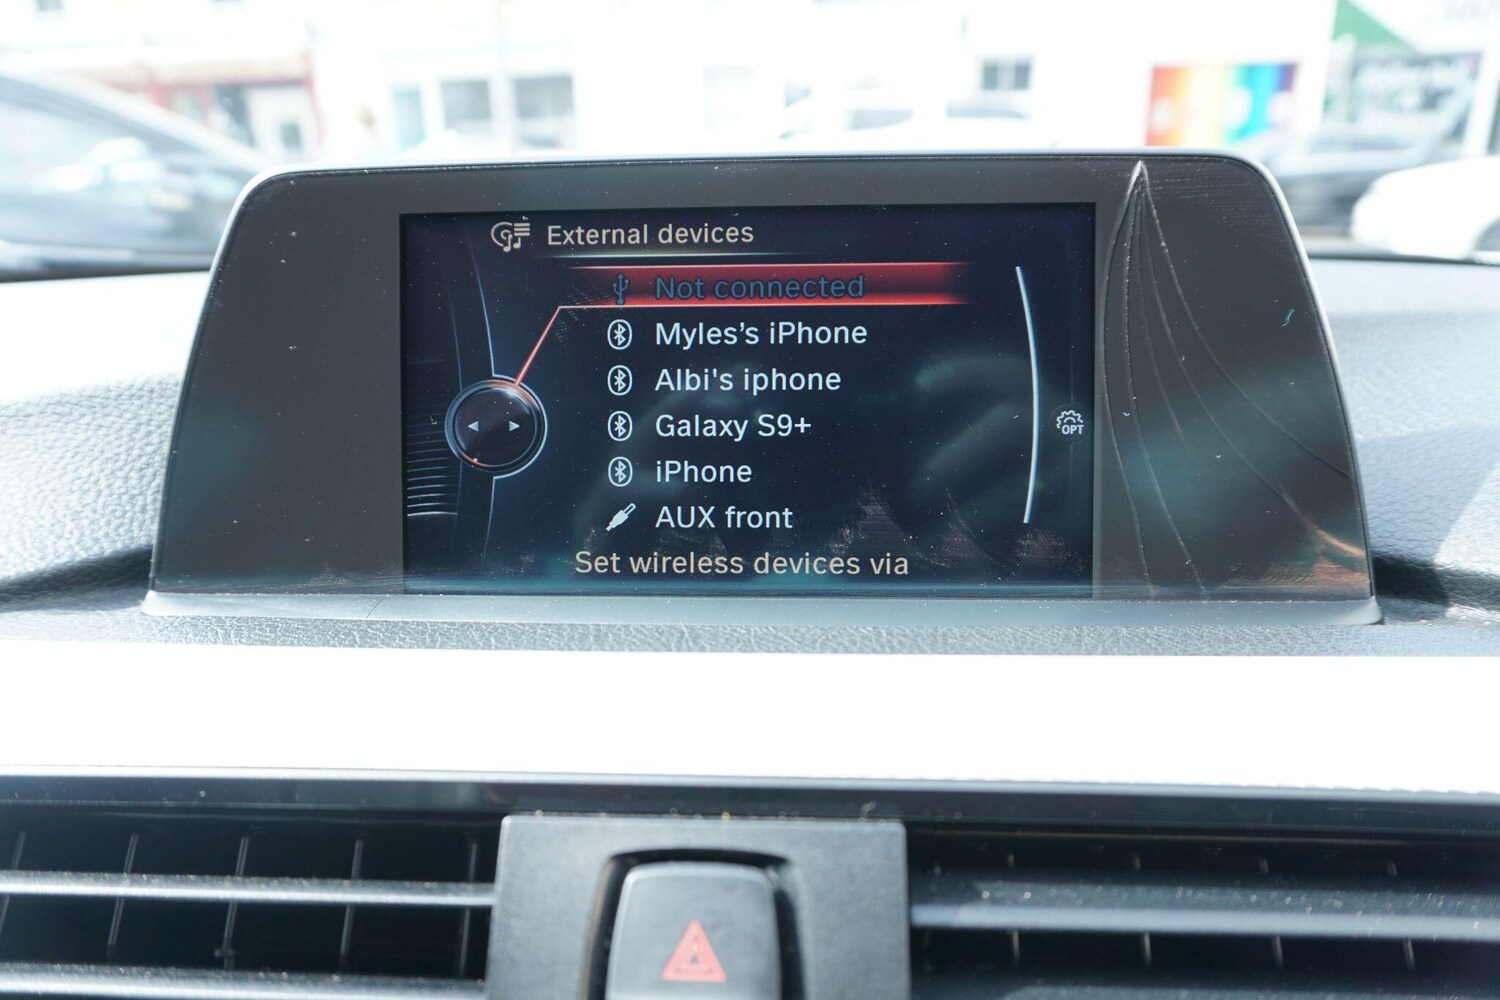 External devices
Not connected
Myles’s iPhone
Albi's iphone
Galaxy S9+
iPhone
OPT
AUX front
Set wireless devices via